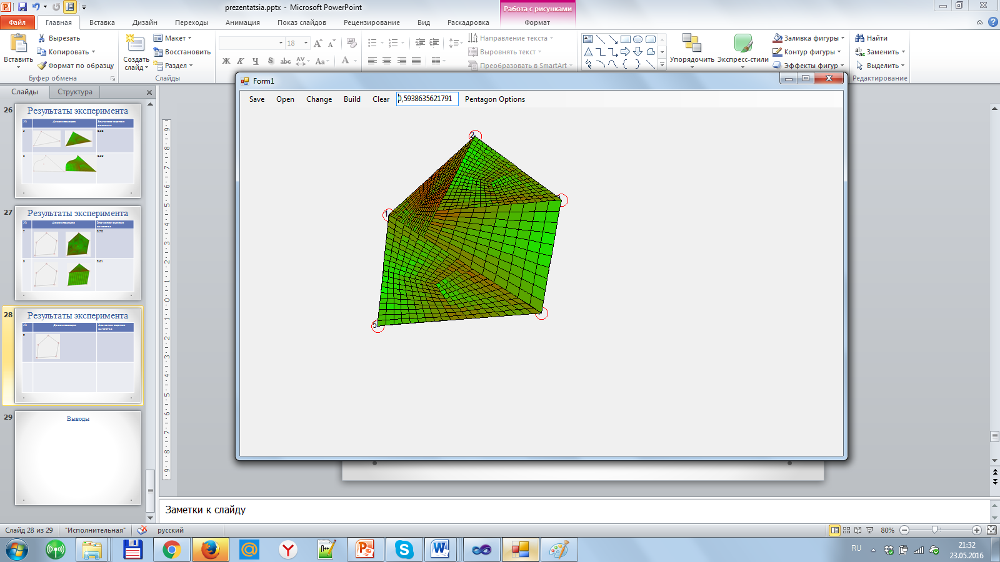 prezentatsia.pptx - Microsoft PowerPoint
Работа с рисунками
Файл Главная Вставка Дизайн Переходы Анимация Показ слайдов Рецензирование Вид Раскадровка Формат
Вставить
Вырезать
Копировать
Формат по образцу
Буфер обмена
Создать слайд
Макет
Восстановить
Раздел
Слайды
18
Ж К Ч S abc AV Aa A
Направление текста
Выровнять текст
Преобразовать в SmartArt
Упорядочить
Экспресс-стили
Заливка фигуры
Контур фигуры
Эффекты фигур
Найти
Заменить
Выделить
Редактирование
Слайды Структура
26
Результаты эксперимента
27
Результаты эксперимента
28
Результаты эксперимента
29
Выводы
Form1
Save Open Change Build Clear 0,5938635621791 Pentagon Options
2
1
5
Заметки к слайду
Слайд 28 из 29 "Исполнительная" русский 80%
RU
21:32
23.05.2016